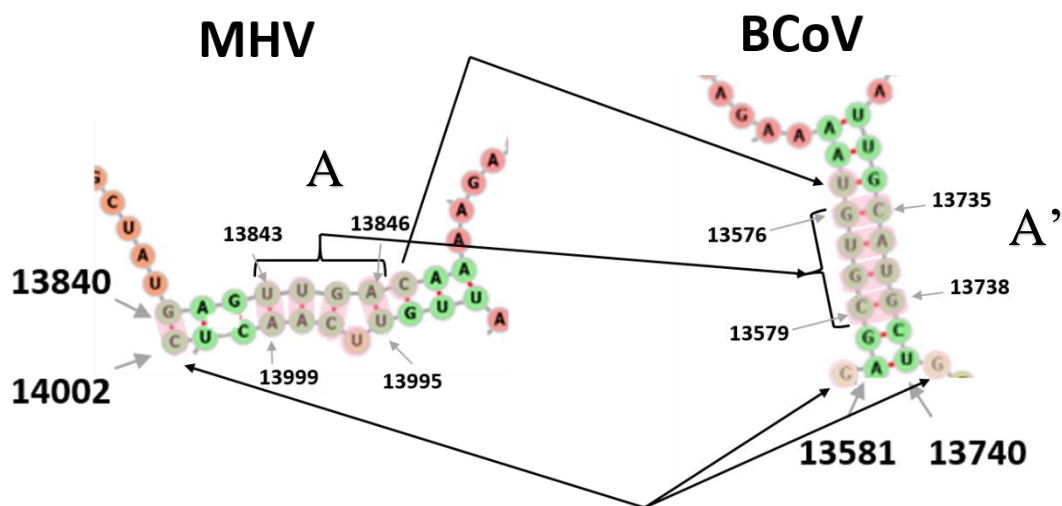 MHV
BCoV
A
A'
13843
13846
13840
14002
13999
13995
13576
13579
13735
13738
13581
13740
G C U A U
G A G U U G A C A A
A A G A
C U C A A C U U G U U A
A G A A A U A
A U
U G
G C
U A
G U
C G
G C
G A U G